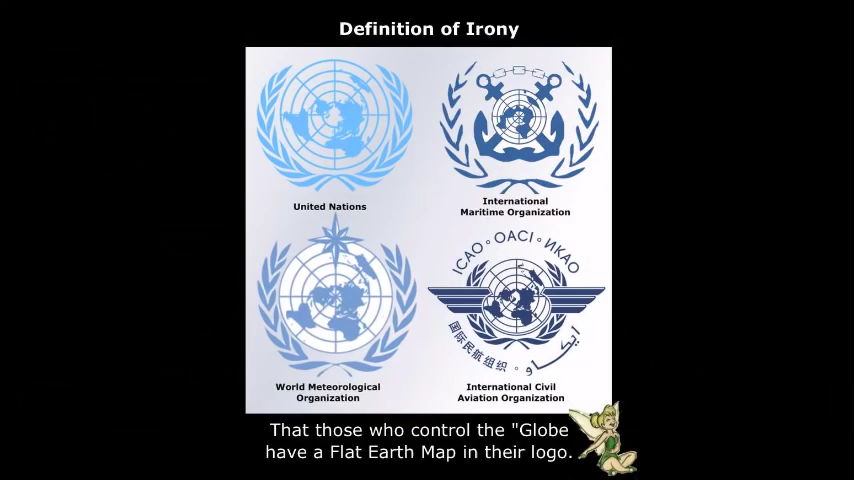 Definition of Irony
United Nations
International
Maritime Organization
ICAO ◦ OACI ◦ ИКАО
国际民航组织 ◦ ايكاو
World Meteorological
Organization
International Civil
Aviation Organization
That those who control the "Globe
have a Flat Earth Map in their logo.